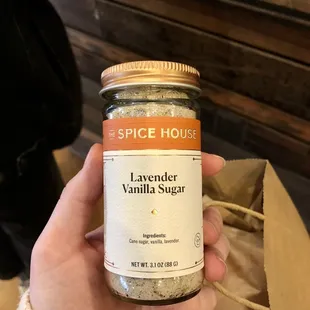 THE SPICE HOUSE
Lavender
Vanilla Sugar
Ingredients:
Cane sugar, vanilla, lavender.
NET WT. 3.1 OZ (88 G)